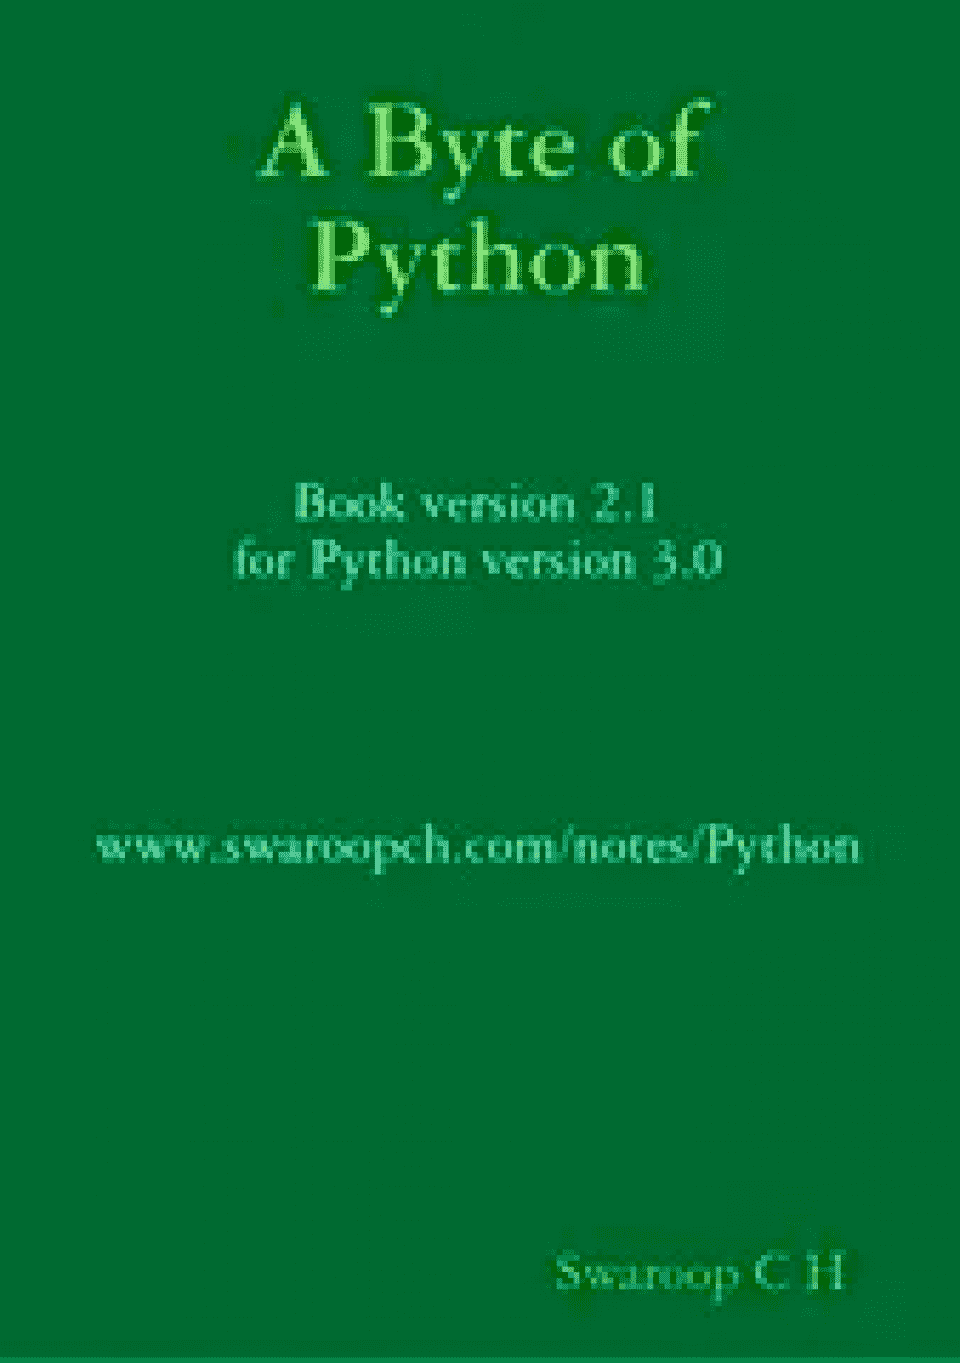 A Byte of
Python
Book version 2.1
for Python version 3.0
www.swaroopch.com/notes/Python
Swaroop C H